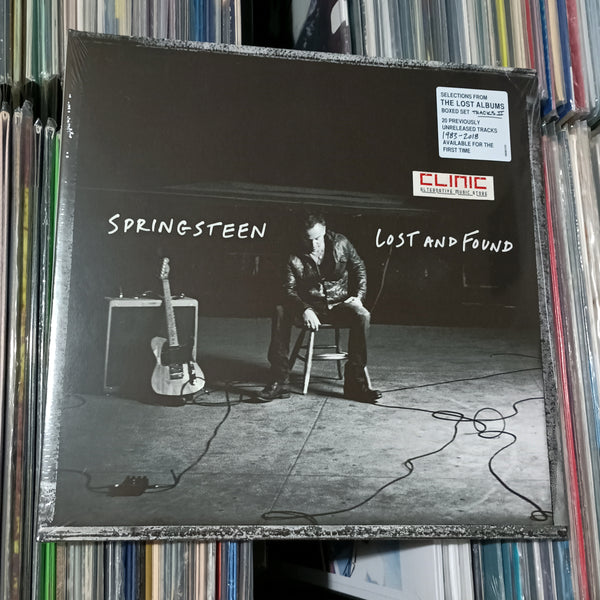 SELECTIONS FROM
THE LOST ALBUMS
BOXED SET TRACKS II
20 PREVIOUSLY
UNRELEASED TRACKS
1983-2018
AVAILABLE FOR THE
FIRST TIME
CLINIC
ALTERNATIVE MUSIC STORE
SPRINGSTEEN
LOST AND FOUND